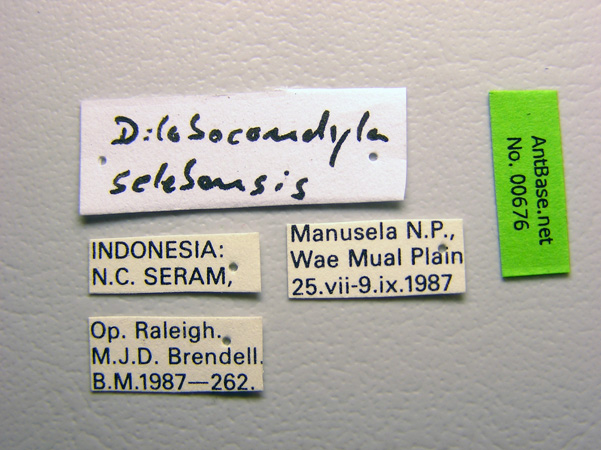 Dilobocondyla
selebensis
INDONESIA:
N.C. SERAM,
Manusela N.P.,
Wae Mual Plain
25.vii-9.ix.1987
Op. Raleigh.
M.J.D. Brendell.
B.M.1987—262.
AntBase.net
No. 00676